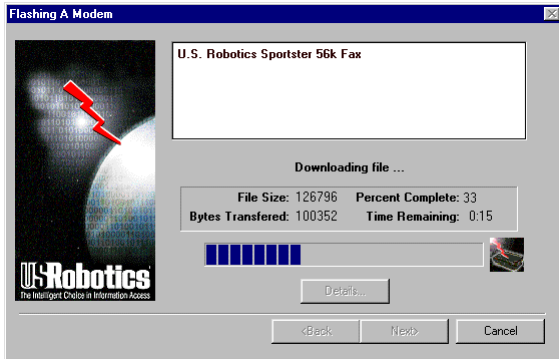 Flashing A Modem
U.S. Robotics Sportster 56k Fax
Downloading file ...
File Size: 126796 Percent Complete: 33
Bytes Transfered: 100352 Time Remaining: 0:15
USRobotics
The Intelligent Choice in Information Access
Details...
<Back Next> Cancel